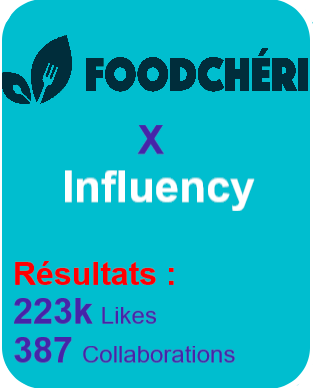 FOODCHÉRI
X
Influency
Résultats :
223k Likes
387 Collaborations